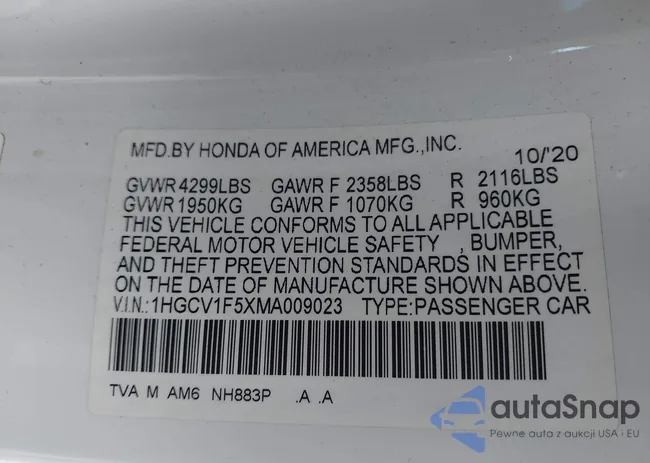 MFD.BY HONDA OF AMERICA MFG.,INC. 10/'20
GVWR 4299LBS GAWR F 2358LBS R 2116LBS
GVWR 1950KG GAWR F 1070KG R 960KG
THIS VEHICLE CONFORMS TO ALL APPLICABLE
FEDERAL MOTOR VEHICLE SAFETY , BUMPER,
AND THEFT PREVENTION STANDARDS IN EFFECT
ON THE DATE OF MANUFACTURE SHOWN ABOVE.
V.I.N.:1HGCV1F5XMA009023 TYPE:PASSENGER CAR
TVA M AM6 NH883P .A .A
autaSnap
Pewne auta z aukcji USA i EU